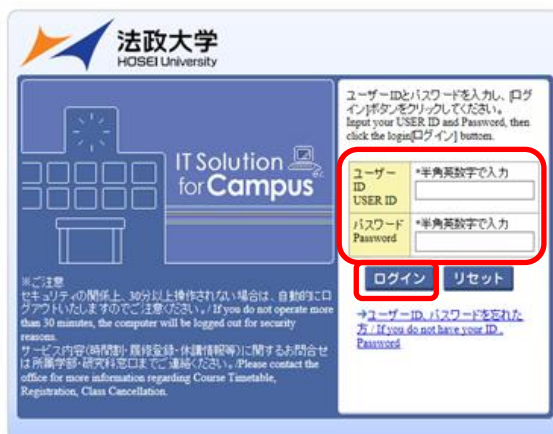 法政大学
HOSEI University
IT Solution
for Campus
※ご注意
セキュリティの関係上、30分以上操作されない場合は、自動的にロ
グアウトいたしますのでご注意ください。/ If you do not operate more
than 30 minutes, the computer will be logged out for security
reasons.
サービス内容(時間割・履修登録・休講情報等)に関するお問合せ
は所属学部・研究科窓口までご連絡ください。/Please contact the
office for more information regarding Course Timetable,
Registration, Class Cancellation.
ユーザーIDとパスワードを入力し、[ログ
イン]ボタンをクリックしてください。
Input your USER ID and Password, then
click the login[ログイン] buttom.
ユーザー
ID
USER ID
*半角英数字で入力
パスワード
Password
*半角英数字で入力
ログイン リセット
→ユーザーID、パスワードを忘れた
方 / If you do not have your ID 、
Password